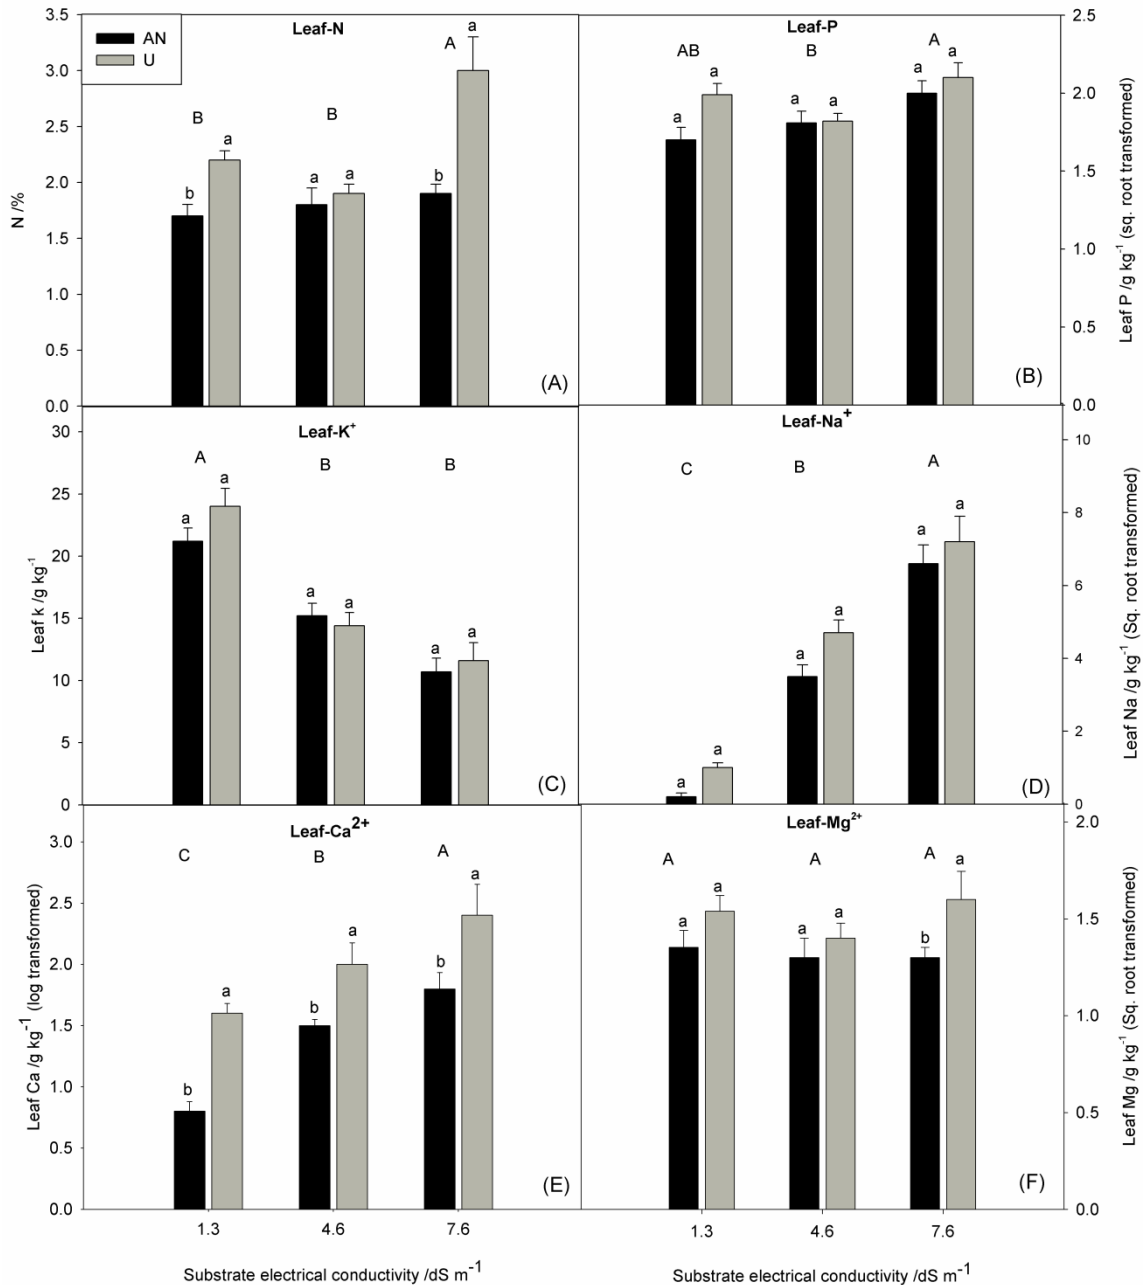 Leaf-N
AN
U
3.5
3.0
2.5
2.0
1.5
1.0
0.5
0.0
N /%
B
B
A
b
a
a
a
b
a
(A)
Leaf-P
AB
B
A
a
a
a
a
a
a
(B)
2.5
2.0
1.5
1.0
0.5
0.0
Leaf P /g kg-1 (sq. root transformed)
Leaf-K+
30
25
20
15
10
5
0
Leaf k /g kg-1
A
B
B
a
a
a
a
a
a
(C)
Leaf-Na+
C
B
A
a
a
a
a
a
a
(D)
10
8
6
4
2
0
Leaf Na /g kg-1 (Sq. root transformed)
Leaf-Ca2+
3.0
2.5
2.0
1.5
1.0
0.5
0.0
Leaf Ca /g kg-1 (log transformed)
C
B
A
b
a
b
a
b
a
(E)
1.3
4.6
7.6
Substrate electrical conductivity /dS m-1
Leaf-Mg2+
A
A
A
a
a
a
a
b
a
(F)
2.0
1.5
1.0
0.5
0.0
Leaf Mg /g kg-1 (Sq. root transformed)
1.3
4.6
7.6
Substrate electrical conductivity /dS m-1